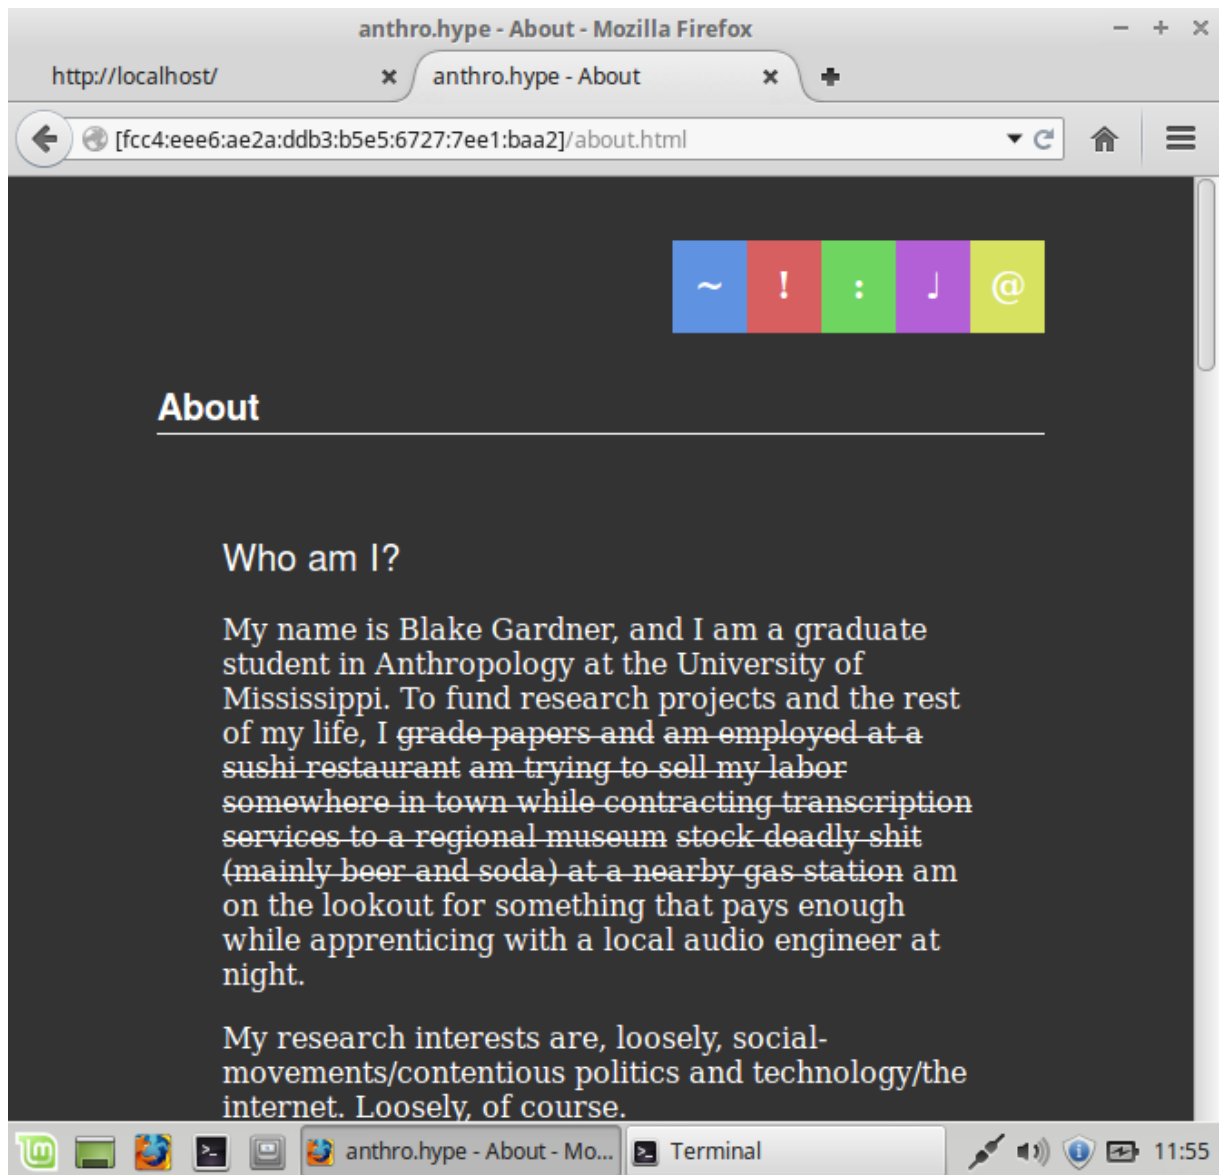 anthro.hype - About - Mozilla Firefox
http://localhost/
anthro.hype - About
[fcc4:eee6:ae2a:ddb3:b5e5:6727:7ee1:baa2]/about.html
~ ! : ♩ @
About
Who am I?
My name is Blake Gardner, and I am a graduate
student in Anthropology at the University of
Mississippi. To fund research projects and the rest
of my life, I grade papers and am employed at a
sushi restaurant am trying to sell my labor
somewhere in town while contracting transcription
services to a regional museum stock deadly shit
(mainly beer and soda) at a nearby gas station am
on the lookout for something that pays enough
while apprenticing with a local audio engineer at
night.
My research interests are, loosely, social-
movements/contentious politics and technology/the
internet. Loosely, of course.
anthro.hype - About - Mo...
Terminal
11:55